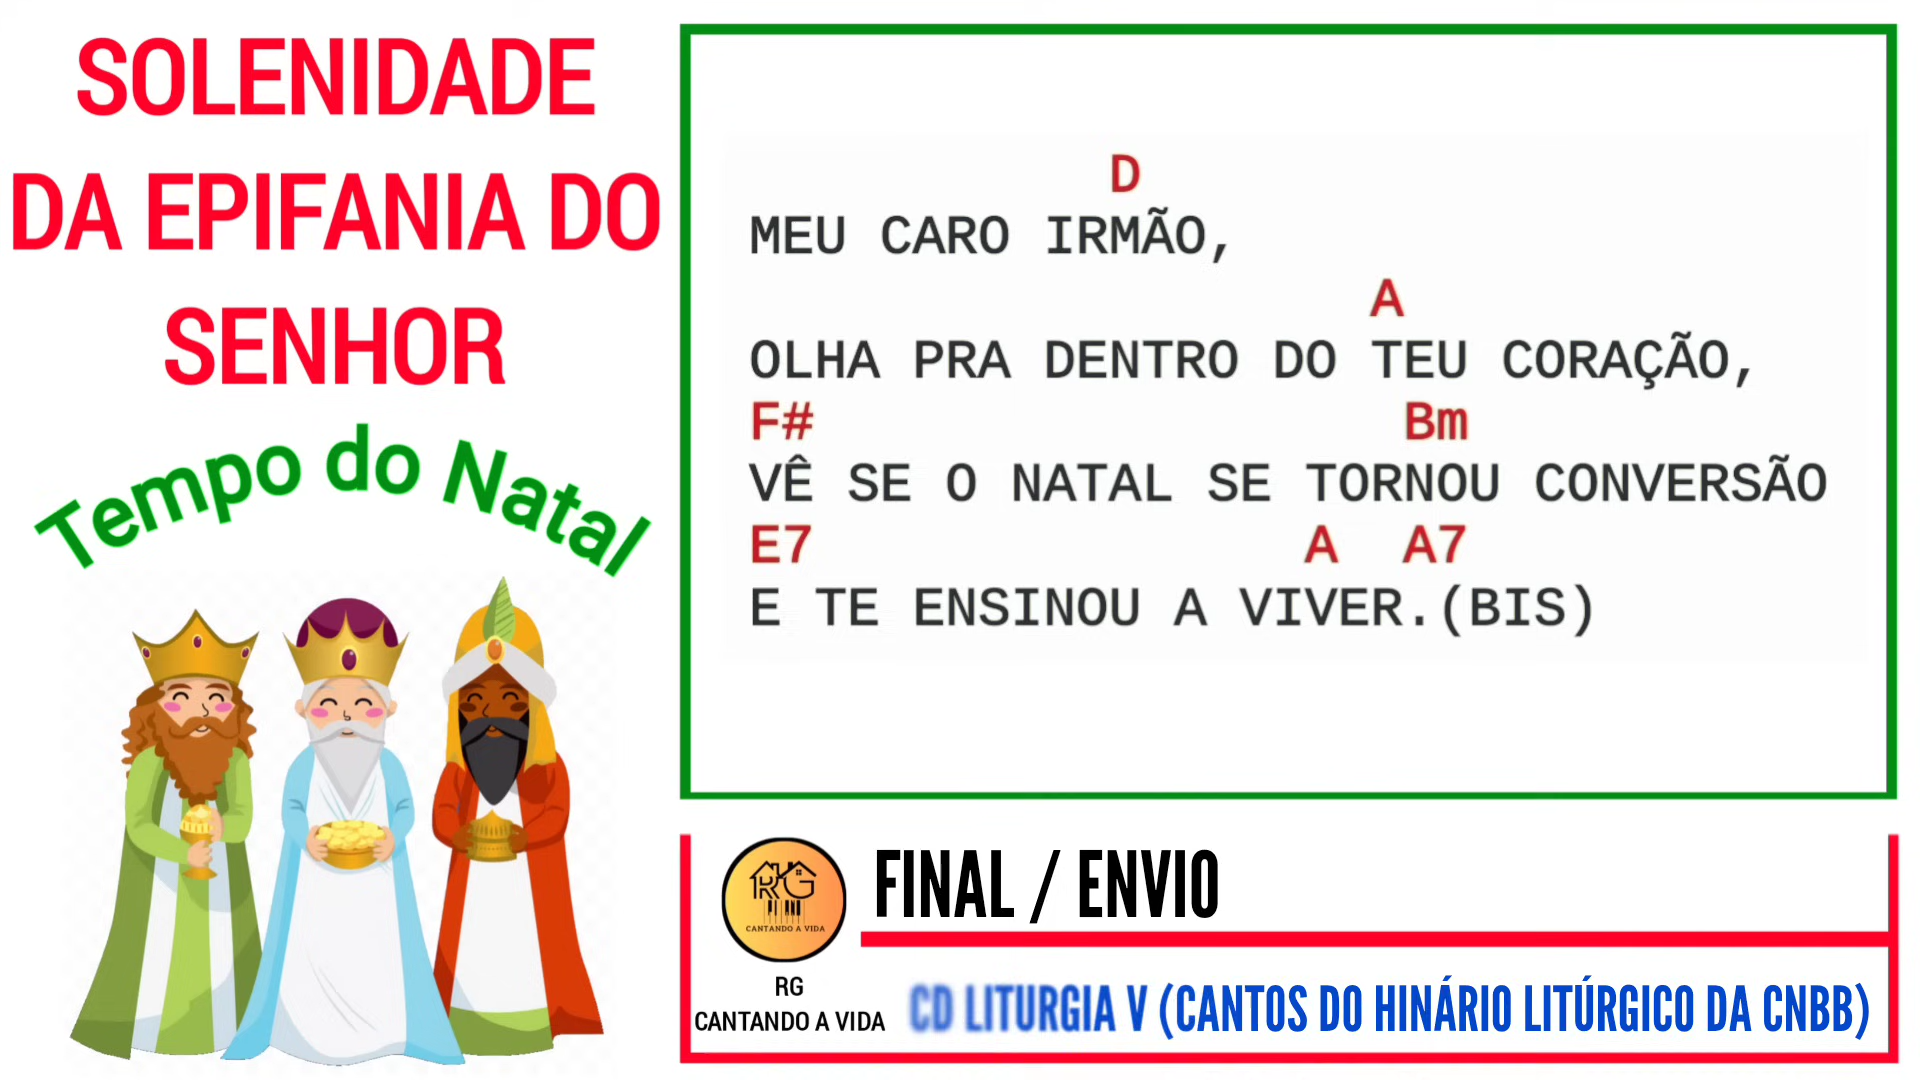 SOLENIDADE
DA EPIFANIA DO
SENHOR
Tempo do Natal
D
MEU CARO IRMÃO,
A
OLHA PRA DENTRO DO TEU CORAÇÃO,
F# Bm
VÊ SE O NATAL SE TORNOU CONVERSÃO
E7 A A7
E TE ENSINOU A VIVER.(BIS)
RG
PIANO
CANTANDO A VIDA
RG
CANTANDO A VIDA
FINAL / ENVIO
CD LITURGIA V (CANTOS DO HINÁRIO LITÚRGICO DA CNBB)